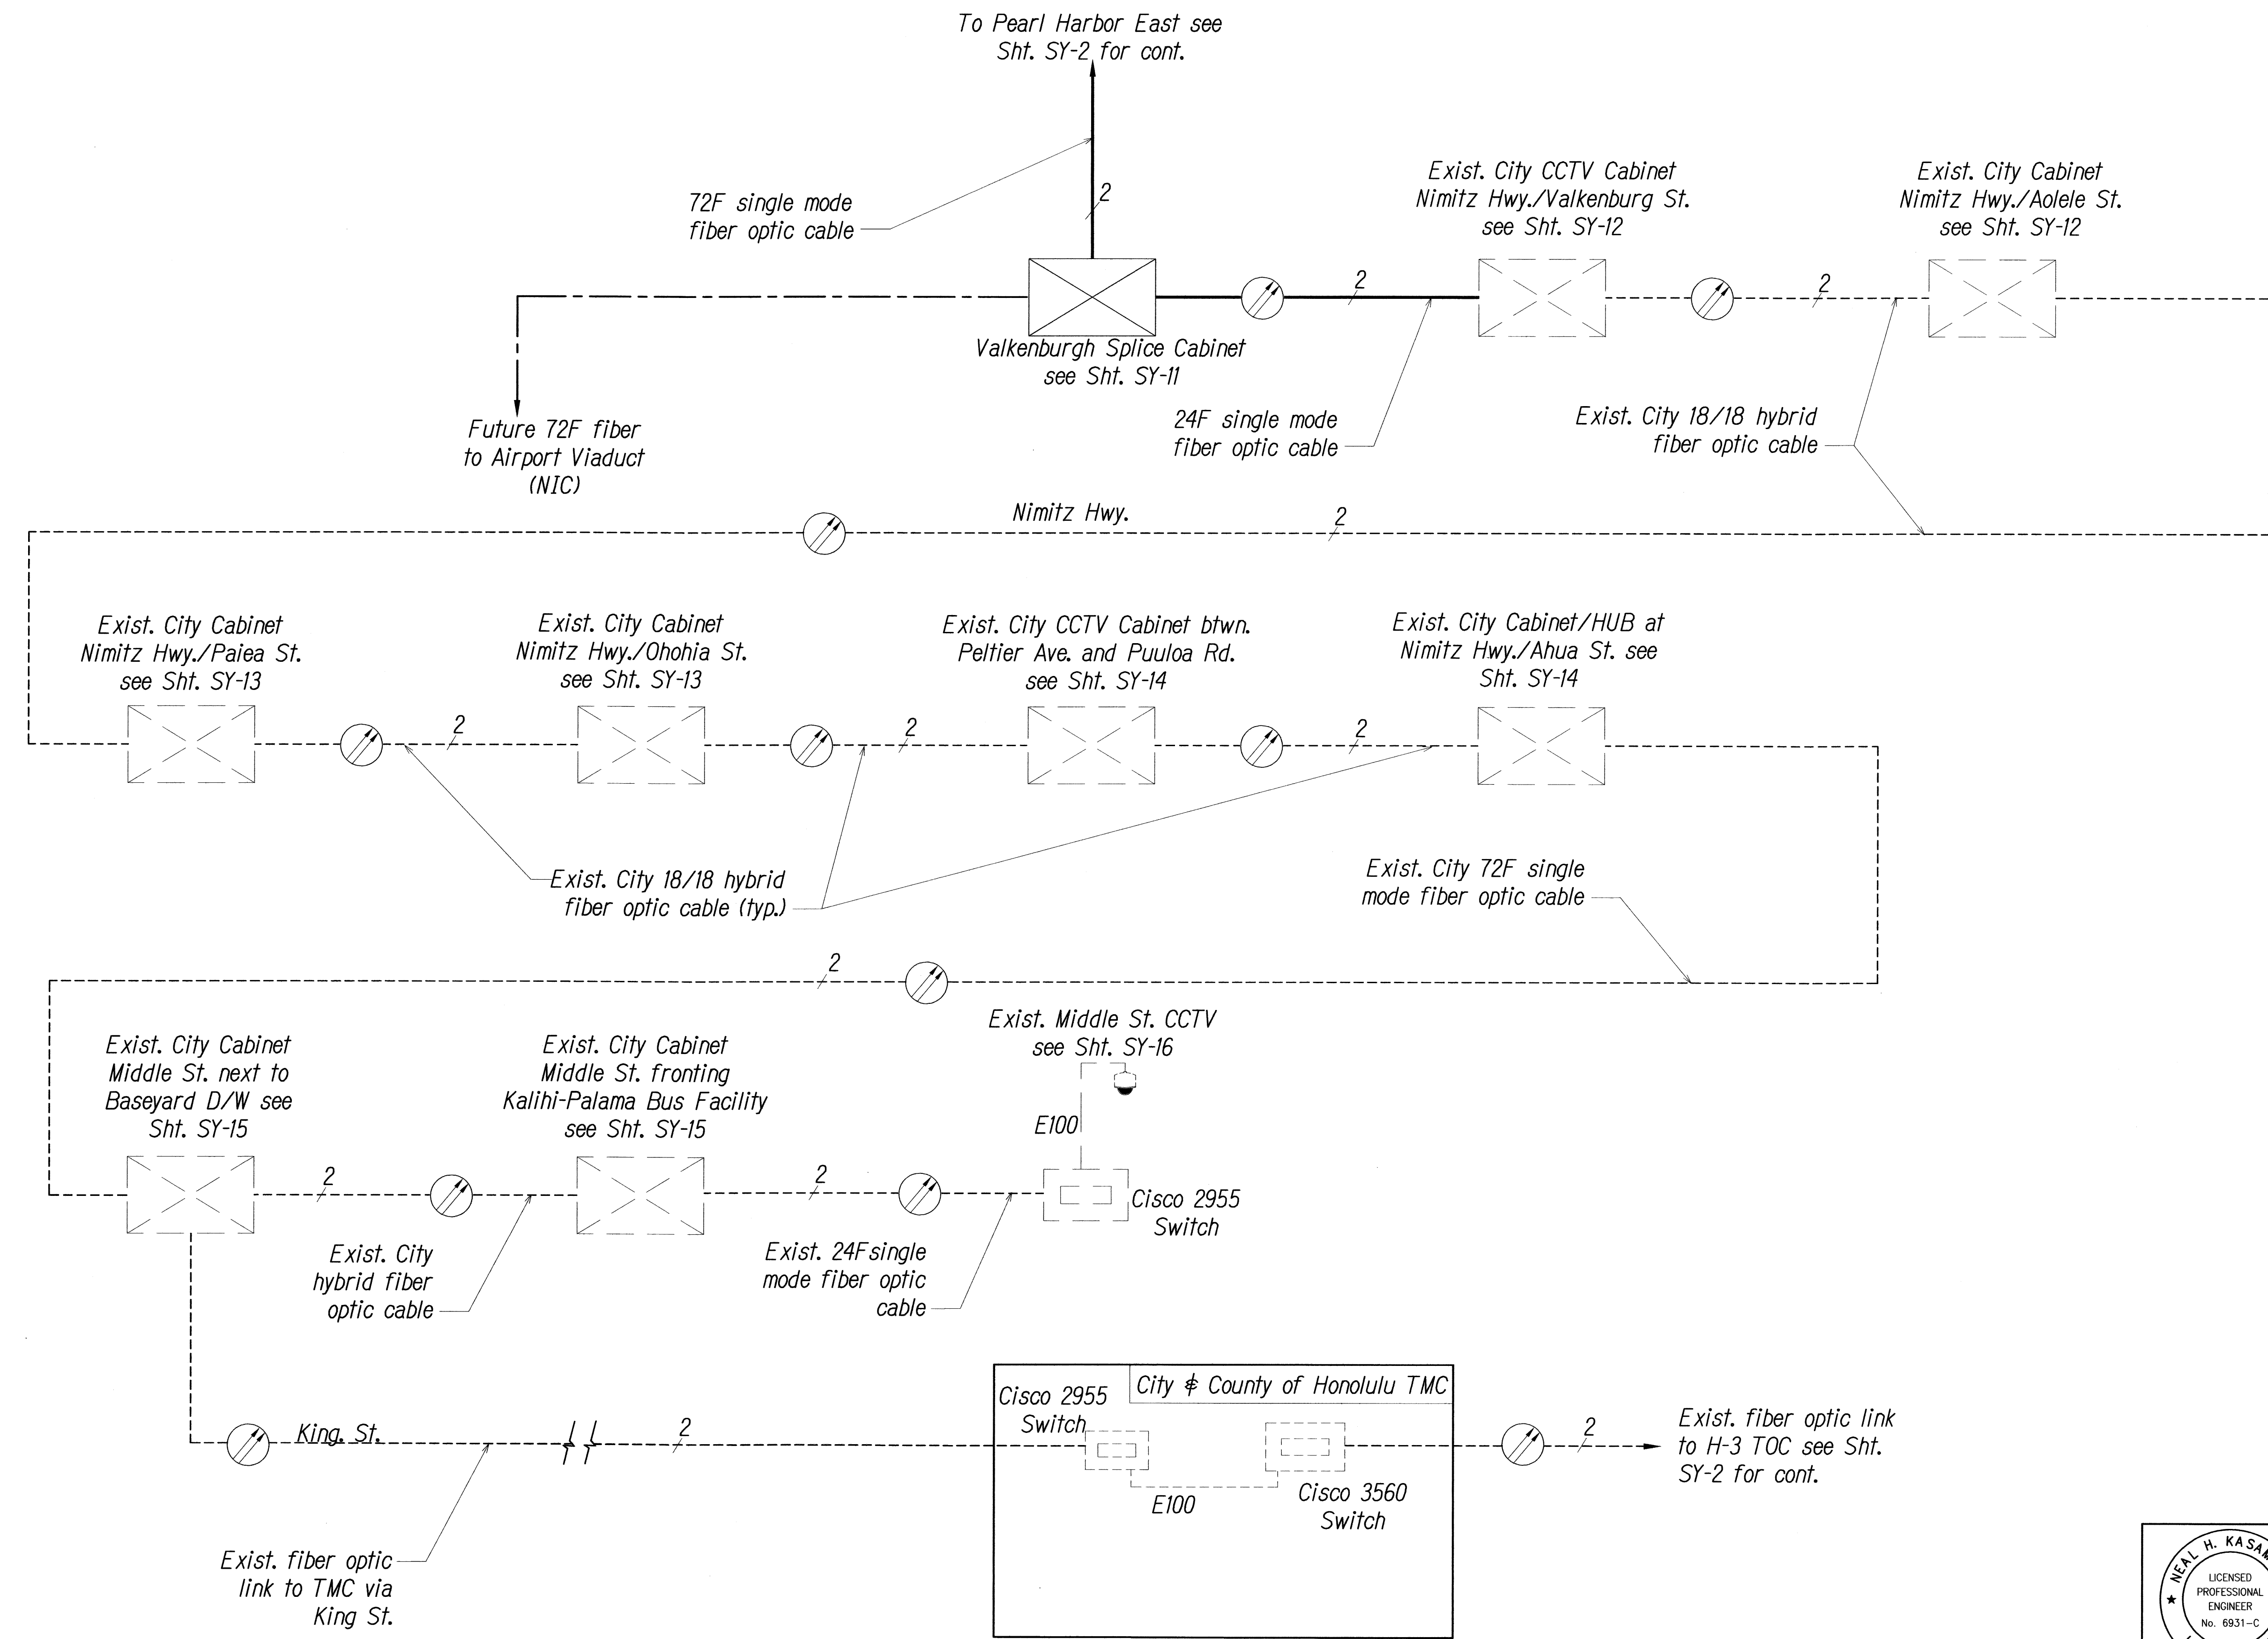 To Pearl Harbor East see
Sht. SY-2 for cont.
72F single mode
fiber optic cable
2
Exist. City CCTV Cabinet
Nimitz Hwy./Valkenburg St.
see Sht. SY-12
Exist. City Cabinet
Nimitz Hwy./Aolele St.
see Sht. SY-12
2
2
Valkenburgh Splice Cabinet
see Sht. SY-11
Future 72F fiber
to Airport Viaduct
(NIC)
24F single mode
fiber optic cable
Exist. City 18/18 hybrid
fiber optic cable
Nimitz Hwy.
2
Exist. City Cabinet
Nimitz Hwy./Paiea St.
see Sht. SY-13
Exist. City Cabinet
Nimitz Hwy./Ohohia St.
see Sht. SY-13
Exist. City CCTV Cabinet btwn.
Peltier Ave. and Puuloa Rd.
see Sht. SY-14
Exist. City Cabinet/HUB at
Nimitz Hwy./Ahua St. see
Sht. SY-14
2
2
2
Exist. City 18/18 hybrid
fiber optic cable (typ.)
Exist. City 72F single
mode fiber optic cable
2
Exist. City Cabinet
Middle St. next to
Baseyard D/W see
Sht. SY-15
Exist. City Cabinet
Middle St. fronting
Kalihi-Palama Bus Facility
see Sht. SY-15
Exist. Middle St. CCTV
see Sht. SY-16
E100
2
2
Cisco 2955
Switch
Exist. City
hybrid fiber
optic cable
Exist. 24Fsingle
mode fiber optic
cable
King. St.
2
Cisco 2955
Switch
City & County of Honolulu TMC
E100
Cisco 3560
Switch
2
Exist. fiber optic link
to H-3 TOC see Sht.
SY-2 for cont.
Exist. fiber optic
link to TMC via
King St.
NEAL H.
LICENSED
PROFESSIONAL
ENGINEER
No. 6931-C